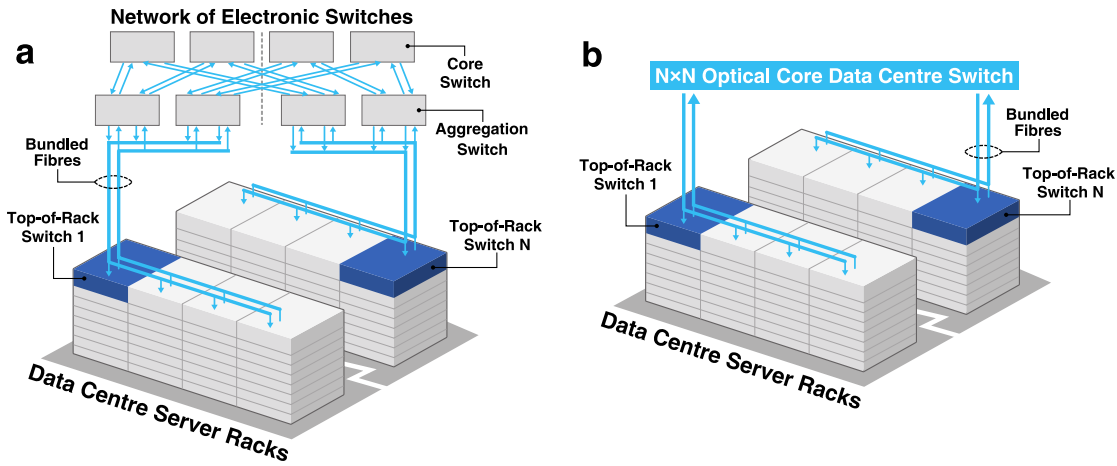 a
Network of Electronic Switches
Core
Switch
Aggregation
Switch
Bundled
Fibres
Top-of-Rack
Switch 1
Top-of-Rack
Switch N
Data Centre Server Racks
b
N×N Optical Core Data Centre Switch
Bundled
Fibres
Top-of-Rack
Switch 1
Top-of-Rack
Switch N
Data Centre Server Racks